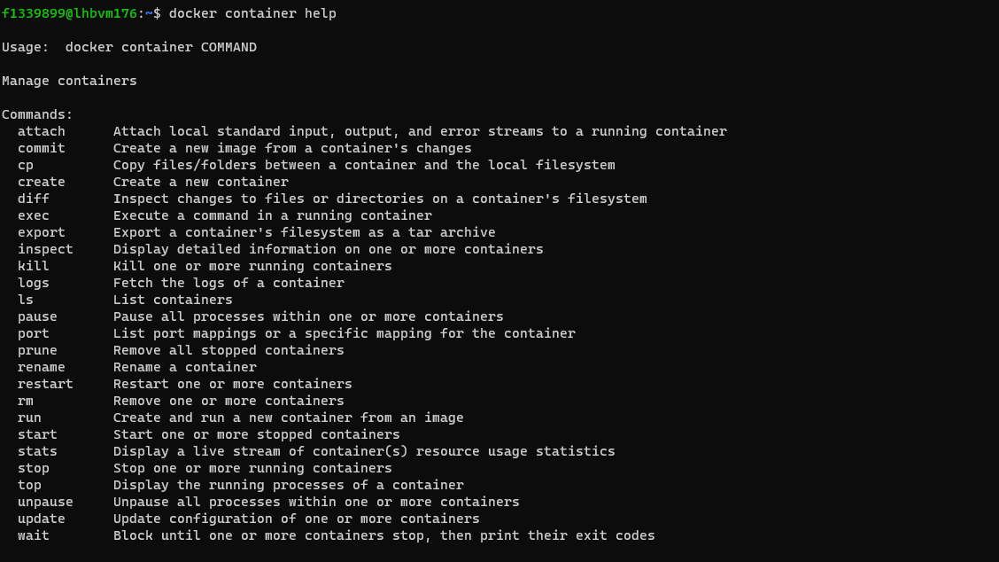 f1339899@lhbvm176:~$ docker container help
Usage:  docker container COMMAND
Manage containers
Commands:
  attach      Attach local standard input, output, and error streams to a running container
  commit      Create a new image from a container's changes
  cp          Copy files/folders between a container and the local filesystem
  create      Create a new container
  diff        Inspect changes to files or directories on a container's filesystem
  exec        Execute a command in a running container
  export      Export a container's filesystem as a tar archive
  inspect     Display detailed information on one or more containers
  kill        Kill one or more running containers
  logs        Fetch the logs of a container
  ls          List containers
  pause       Pause all processes within one or more containers
  port        List port mappings or a specific mapping for the container
  prune       Remove all stopped containers
  rename      Rename a container
  restart     Restart one or more containers
  rm          Remove one or more containers
  run         Create and run a new container from an image
  start       Start one or more stopped containers
  stats       Display a live stream of container(s) resource usage statistics
  stop        Stop one or more running containers
  top         Display the running processes of a container
  unpause     Unpause all processes within one or more containers
  update      Update configuration of one or more containers
  wait        Block until one or more containers stop, then print their exit codes